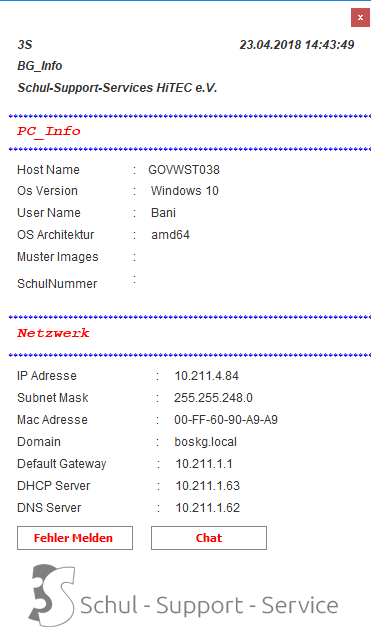 x
3S 23.04.2018 14:43:49
BG_Info
Schul-Support-Services HiTEC e.V.
PC_Info
Host Name : GOVWST038
Os Version : Windows 10
User Name : Bani
OS Architektur : amd64
Muster Images :
SchulNummer :
Netzwerk
IP Adresse : 10.211.4.84
Subnet Mask : 255.255.248.0
Mac Adresse : 00-FF-60-90-A9-A9
Domain : boskg.local
Default Gateway : 10.211.1.1
DHCP Server : 10.211.1.63
DNS Server : 10.211.1.62
Fehler Melden Chat
3S Schul - Support - Service